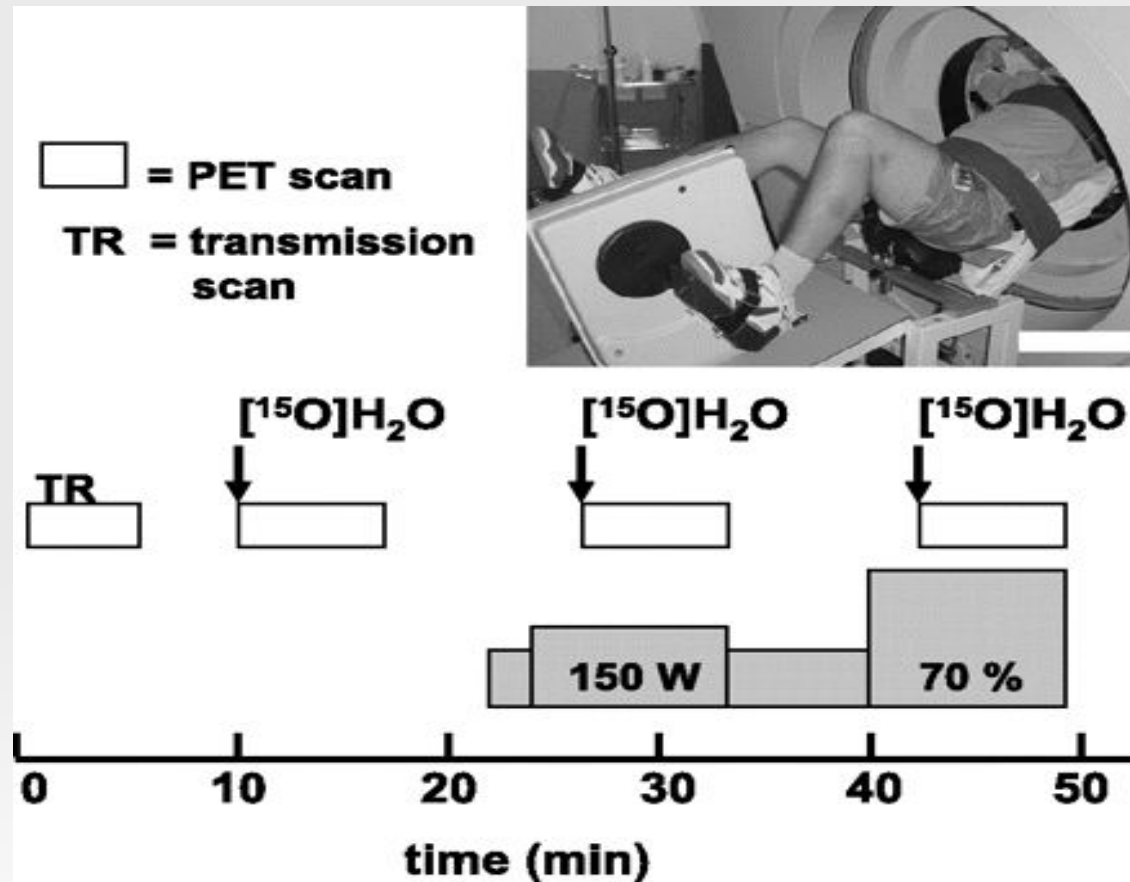 = PET scan
TR = transmission
scan
[¹⁵O]H₂O [¹⁵O]H₂O [¹⁵O]H₂O
TR
150 W 70 %
0 10 20 30 40 50
time (min)